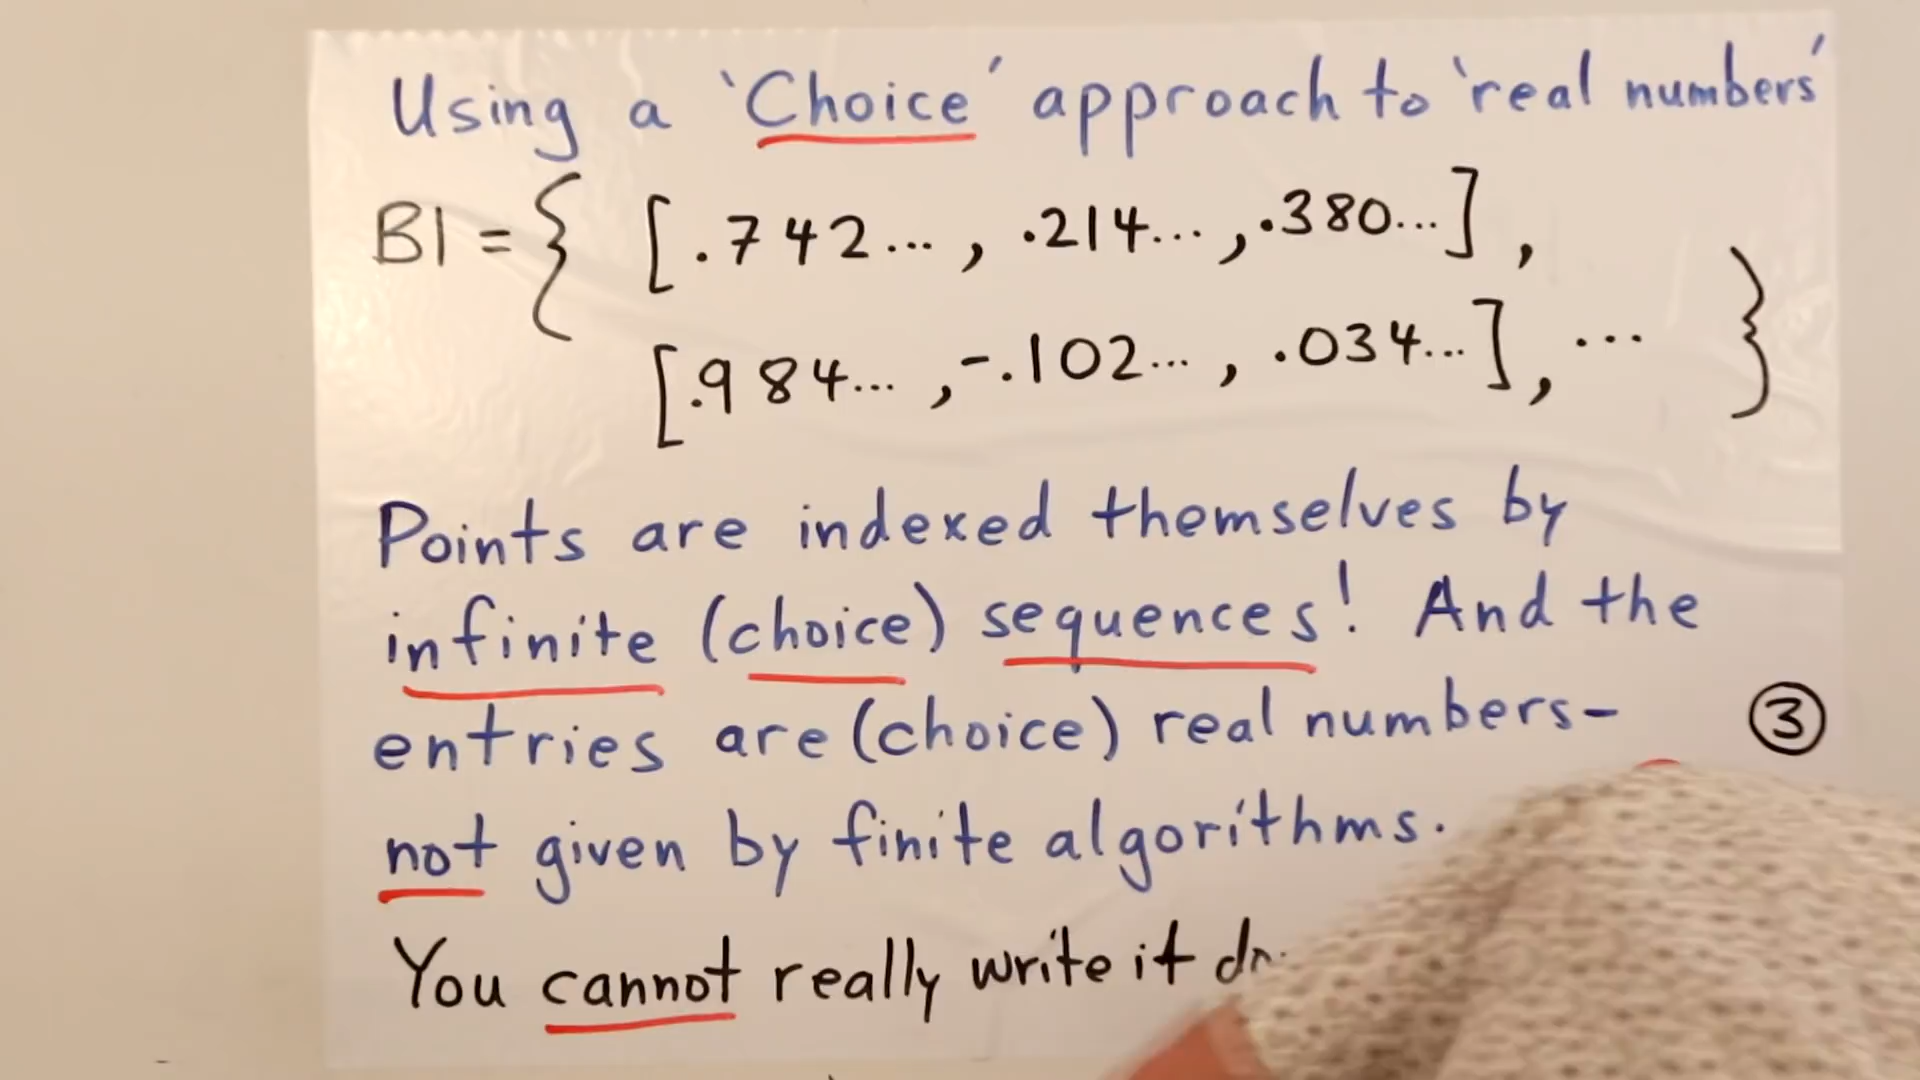 Using a 'Choice' approach to 'real numbers'
B1 = { [.742... , .214... , .380...] ,
[.984... , -.102... , .034...] , ... }
Points are indexed themselves by
infinite (choice) sequences! And the
entries are (choice) real numbers-
③
not given by finite algorithms.
You cannot really write it